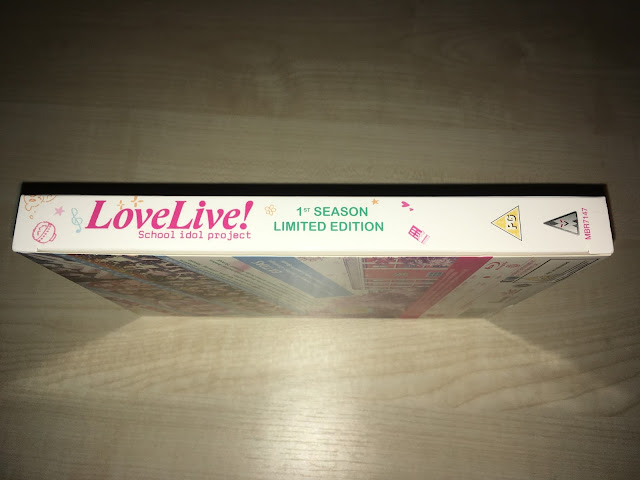 LoveLive!
School idol project
1ST SEASON
LIMITED EDITION
PG
MBR7147